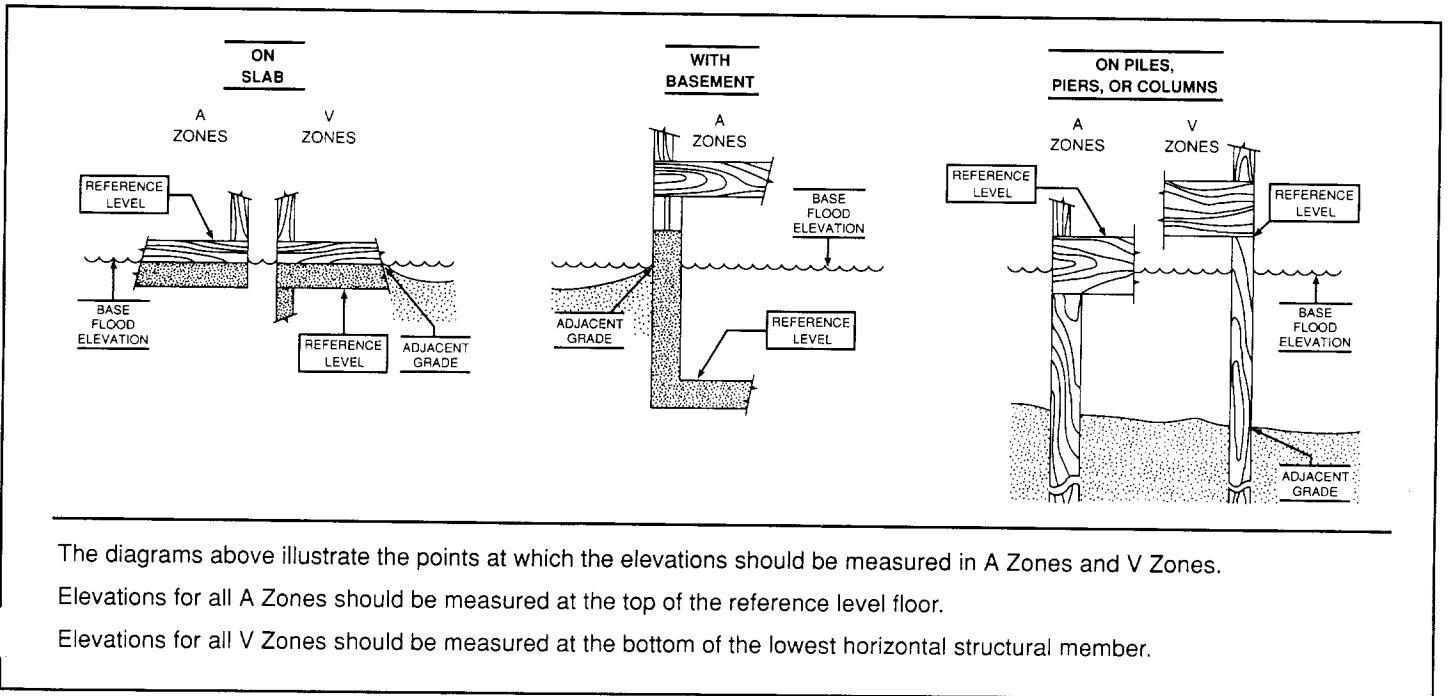 ON
SLAB
A
ZONES
V
ZONES
REFERENCE
LEVEL
BASE
FLOOD
ELEVATION
REFERENCE
LEVEL
ADJACENT
GRADE
WITH
BASEMENT
A
ZONES
BASE
FLOOD
ELEVATION
ADJACENT
GRADE
REFERENCE
LEVEL
ON PILES,
PIERS, OR COLUMNS
A
ZONES
V
ZONES
REFERENCE
LEVEL
REFERENCE
LEVEL
BASE
FLOOD
ELEVATION
ADJACENT
GRADE
The diagrams above illustrate the points at which the elevations should be measured in A Zones and V Zones.
Elevations for all A Zones should be measured at the top of the reference level floor.
Elevations for all V Zones should be measured at the bottom of the lowest horizontal structural member.